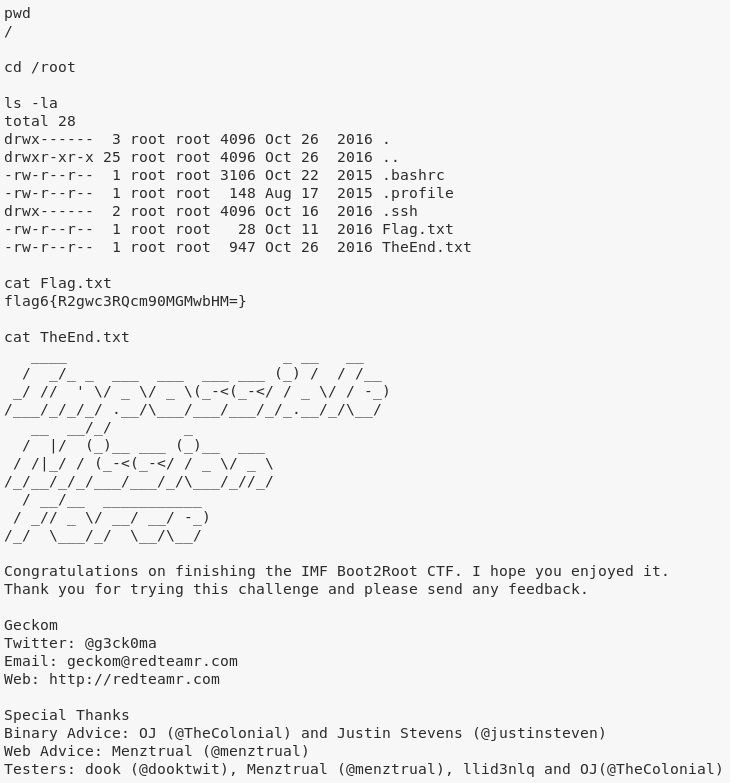 pwd
/
cd /root
ls -la
total 28
drwx------  3 root root 4096 Oct 26  2016 .
drwxr-xr-x 25 root root 4096 Oct 26  2016 ..
-rw-r--r--  1 root root 3106 Oct 22  2015 .bashrc
-rw-r--r--  1 root root  148 Aug 17  2015 .profile
drwx------  2 root root 4096 Oct 16  2016 .ssh
-rw-r--r--  1 root root   28 Oct 11  2016 Flag.txt
-rw-r--r--  1 root root  947 Oct 26  2016 TheEnd.txt
cat Flag.txt
flag6{R2gwc3RQcm90MGMwbHM=}
cat TheEnd.txt
   ____                        _ __   __
  /  _/_ _  ___  ___  ___ ___ (_) /  / /__
 _/ //  ' \/ _ \/ _ \(_-<(_-</ / _ \/ / -_)
/___/_/_/_/ .__/\___/___/___/_/_.__/_/\__/
   __  __/_/        _
  /  |/  (_)__ ___ (_)__  ___
 / /|_/ / (_-<(_-</ / _ \/ _ \
/_/__/_/_/___/___/_/\___/_//_/
  / __/__  ___________
 / _// _ \/ __/ __/ -_)
/_/  \___/_/  \__/\__/
Congratulations on finishing the IMF Boot2Root CTF. I hope you enjoyed it.
Thank you for trying this challenge and please send any feedback.
Geckom
Twitter: @g3ck0ma
Email: geckom@redteamr.com
Web: http://redteamr.com
Special Thanks
Binary Advice: OJ (@TheColonial) and Justin Stevens (@justinsteven)
Web Advice: Menztrual (@menztrual)
Testers: dook (@dooktwit), Menztrual (@menztrual), llid3nlq and OJ(@TheColonial)